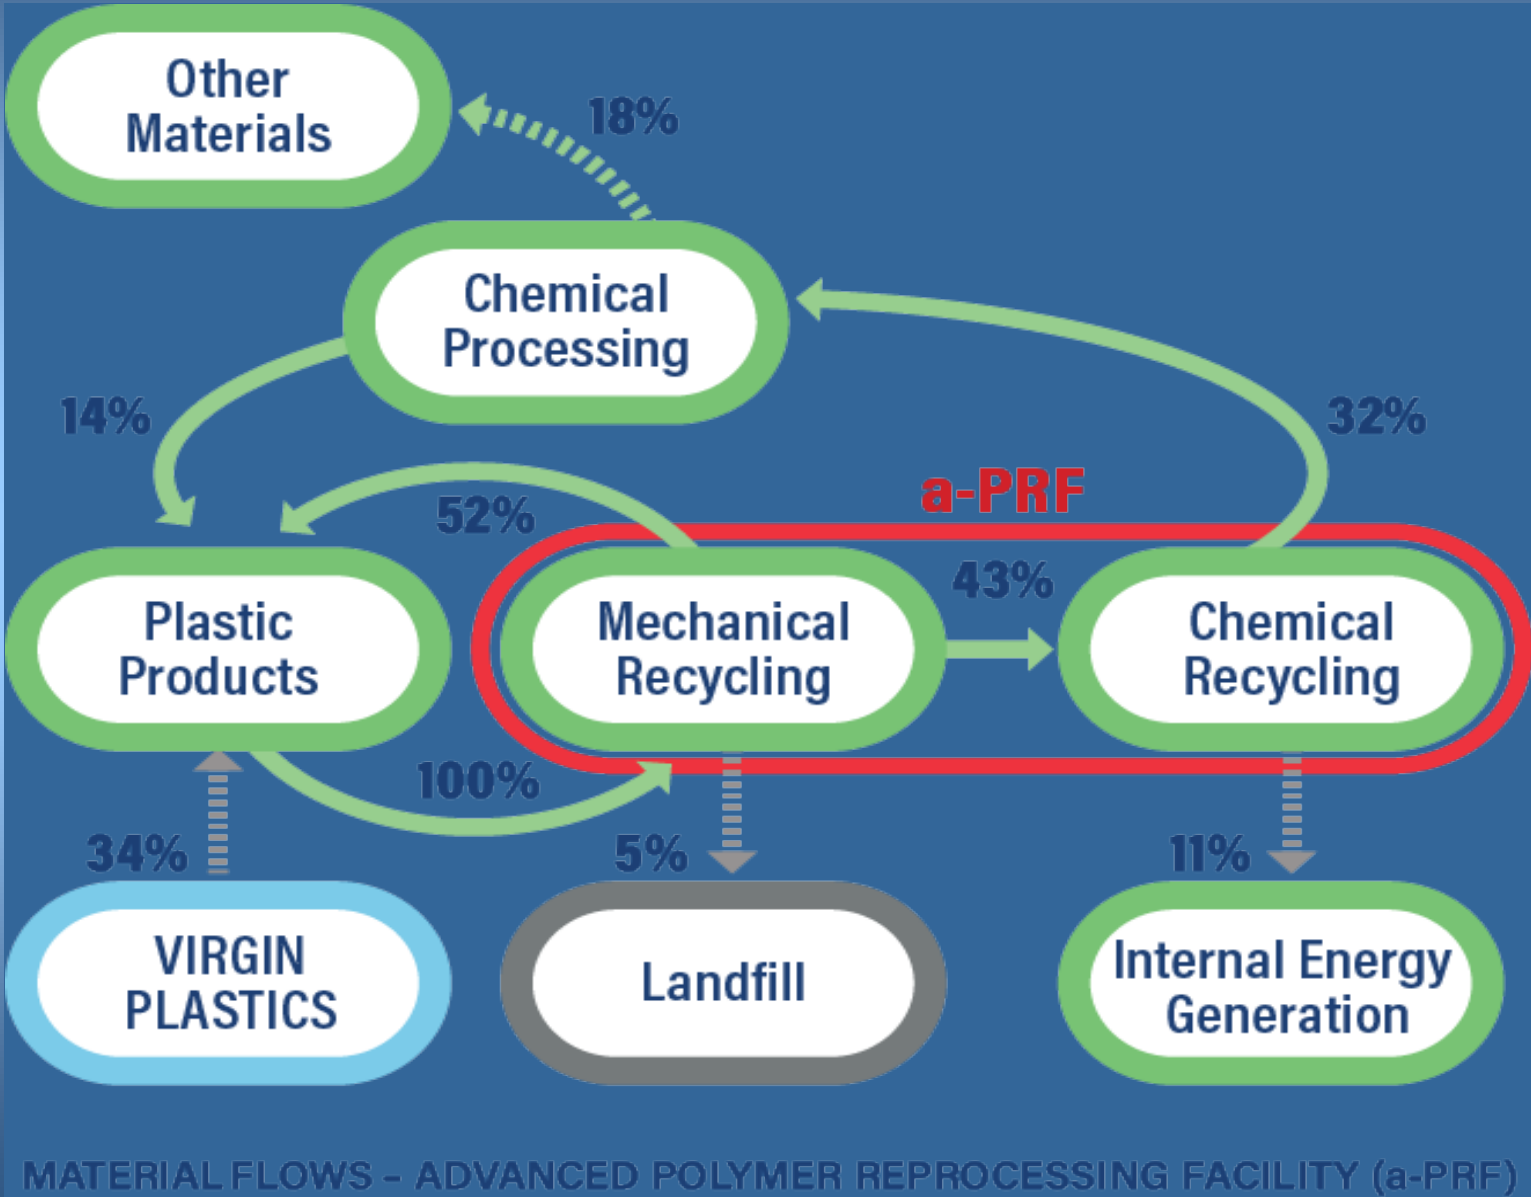 Other
Materials
18%
Chemical
Processing
14%
32%
a-PRF
52%
43%
Plastic
Products
Mechanical
Recycling
Chemical
Recycling
100%
34%
5%
11%
VIRGIN
PLASTICS
Landfill
Internal Energy
Generation
MATERIAL FLOWS – ADVANCED POLYMER REPROCESSING FACILITY (a-PRF)